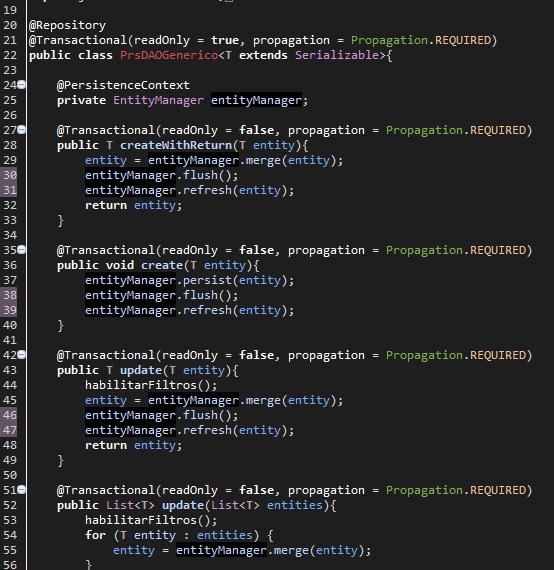 19
20 @Repository
21 @Transactional(readOnly = true, propagation = Propagation.REQUIRED)
22 public class PrsDAOGenerico<T extends Serializable>{
23
24 @PersistenceContext
25 private EntityManager entityManager;
26
27 @Transactional(readOnly = false, propagation = Propagation.REQUIRED)
28 public T createWithReturn(T entity){
29 entity = entityManager.merge(entity);
30 entityManager.flush();
31 entityManager.refresh(entity);
32 return entity;
33 }
34
35 @Transactional(readOnly = false, propagation = Propagation.REQUIRED)
36 public void create(T entity){
37 entityManager.persist(entity);
38 entityManager.flush();
39 entityManager.refresh(entity);
40 }
41
42 @Transactional(readOnly = false, propagation = Propagation.REQUIRED)
43 public T update(T entity){
44 habilitarFiltros();
45 entity = entityManager.merge(entity);
46 entityManager.flush();
47 entityManager.refresh(entity);
48 return entity;
49 }
50
51 @Transactional(readOnly = false, propagation = Propagation.REQUIRED)
52 public List<T> update(List<T> entities){
53 habilitarFiltros();
54 for (T entity : entities) {
55 entity = entityManager.merge(entity);
56 }